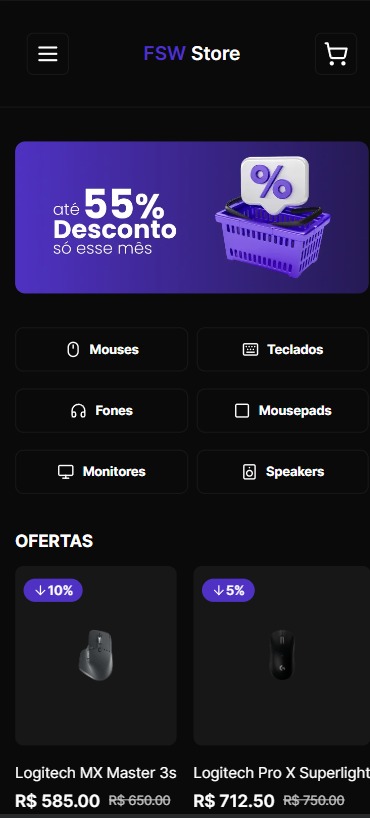 FSW Store
até 55%
Desconto
só esse mês
%
Mouses
Teclados
Fones
Mousepads
Monitores
Speakers
OFERTAS
↓10%
↓5%
Logitech MX Master 3s
Logitech Pro X Superlight
R$ 585.00 R$ 650.00
R$ 712.50 R$ 750.00